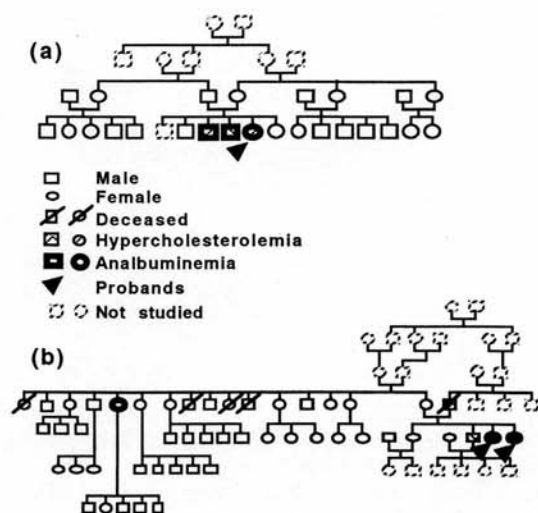 (a)
Male
Female
Deceased
Hypercholesterolemia
Analbuminemia
Probands
Not studied
(b)